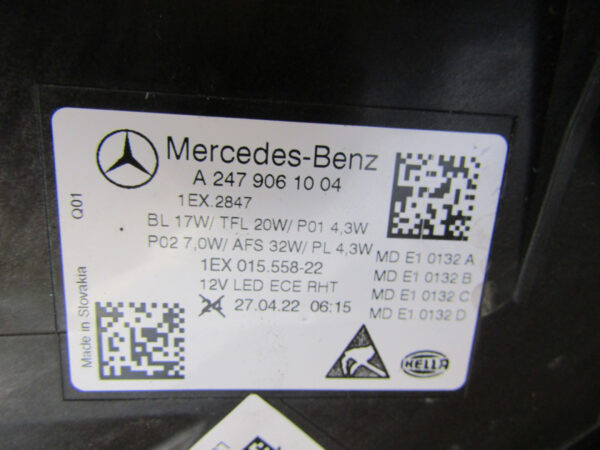 Mercedes-Benz
A 247 906 10 04
1EX.2847
BL 17W/ TFL 20W/ P01 4,3W
P02 7,0W/ AFS 32W/ PL 4,3W
1EX 015.558-22
12V LED ECE RHT
24 27.04.22 06:15
MD E1 0132 A
MD E1 0132 B
MD E1 0132 C
MD E1 0132 D
HELLA
Q01
Made in Slovakia